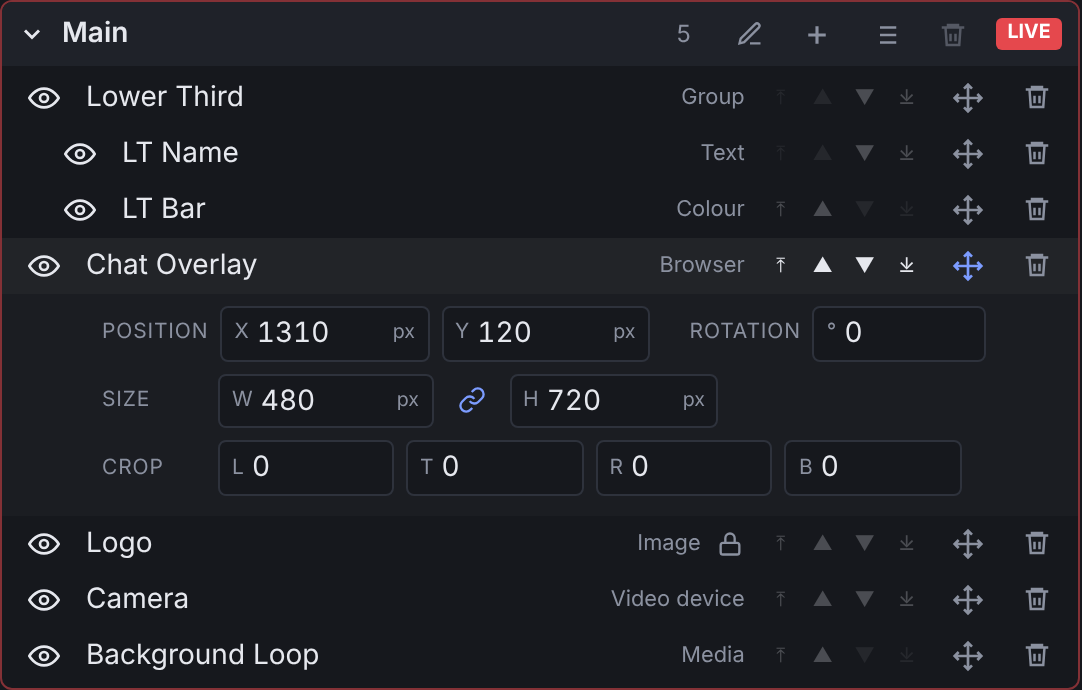 Main 5 LIVE
Lower Third Group
LT Name Text
LT Bar Colour
Chat Overlay Browser
POSITION X 1310 px Y 120 px ROTATION ° 0
SIZE W 480 px H 720 px
CROP L 0 T 0 R 0 B 0
Logo Image
Camera Video device
Background Loop Media